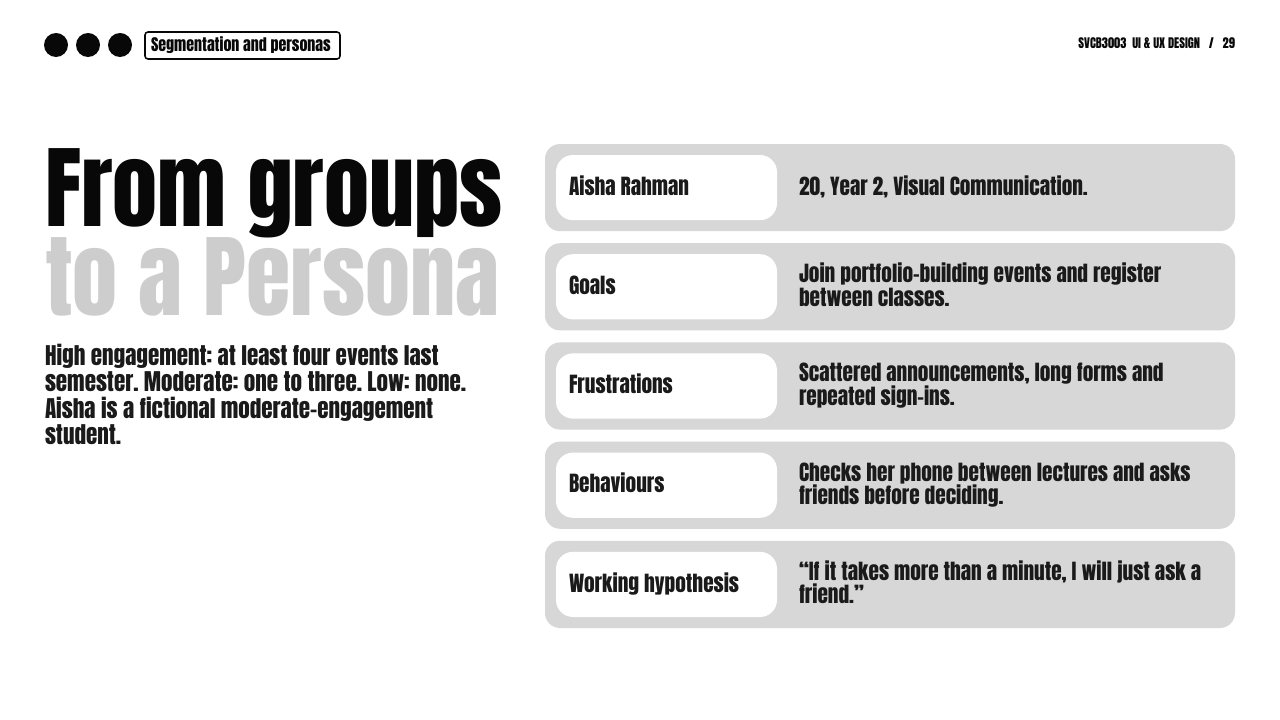 Segmentation and personas
SVCB3003 UI & UX DESIGN / 29
From groups
to a Persona
High engagement: at least four events last
semester. Moderate: one to three. Low: none.
Aisha is a fictional moderate-engagement
student.
Aisha Rahman
20, Year 2, Visual Communication.
Goals
Join portfolio-building events and register
between classes.
Frustrations
Scattered announcements, long forms and
repeated sign-ins.
Behaviours
Checks her phone between lectures and asks
friends before deciding.
Working hypothesis
“If it takes more than a minute, I will just ask a
friend.”